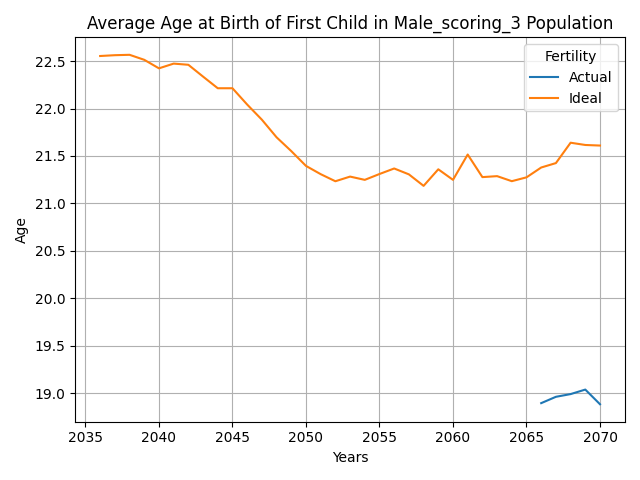 Average Age at Birth of First Child in Male_scoring_3 Population
Fertility
Actual
Ideal
22.5
22.0
21.5
21.0
20.5
20.0
19.5
19.0
Age
2035 2040 2045 2050 2055 2060 2065 2070
Years